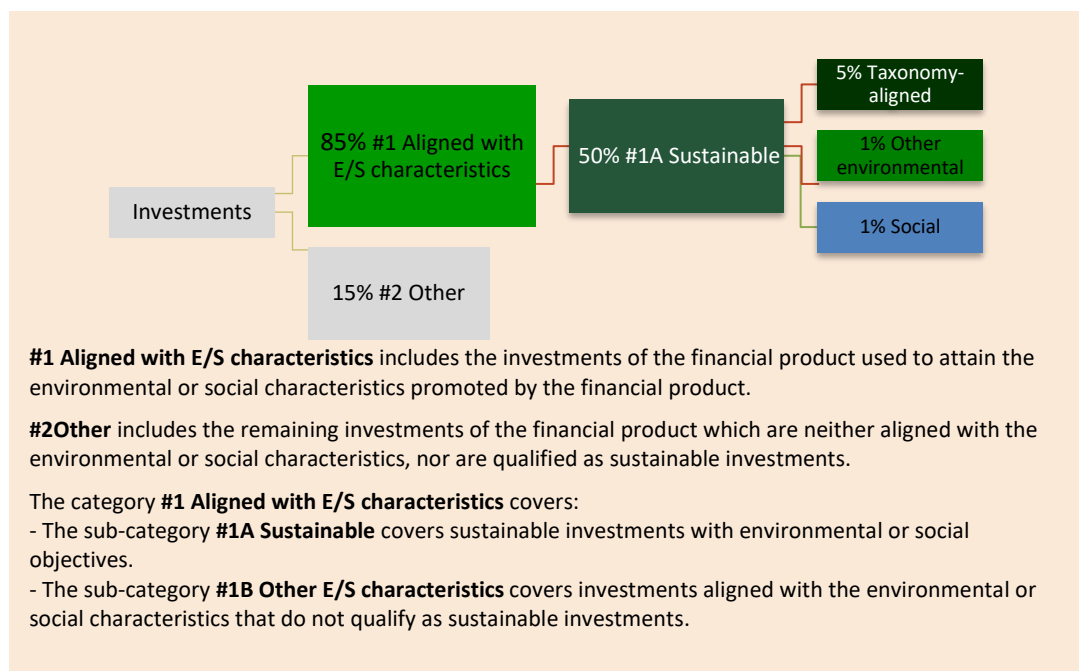 5% Taxonomy-
aligned
85% #1 Aligned with
E/S characteristics
50% #1A Sustainable
1% Other
environmental
Investments
1% Social
15% #2 Other
#1 Aligned with E/S characteristics includes the investments of the financial product used to attain the
environmental or social characteristics promoted by the financial product.
#2Other includes the remaining investments of the financial product which are neither aligned with the
environmental or social characteristics, nor are qualified as sustainable investments.
The category #1 Aligned with E/S characteristics covers:
- The sub-category #1A Sustainable covers sustainable investments with environmental or social
objectives.
- The sub-category #1B Other E/S characteristics covers investments aligned with the environmental or
social characteristics that do not qualify as sustainable investments.